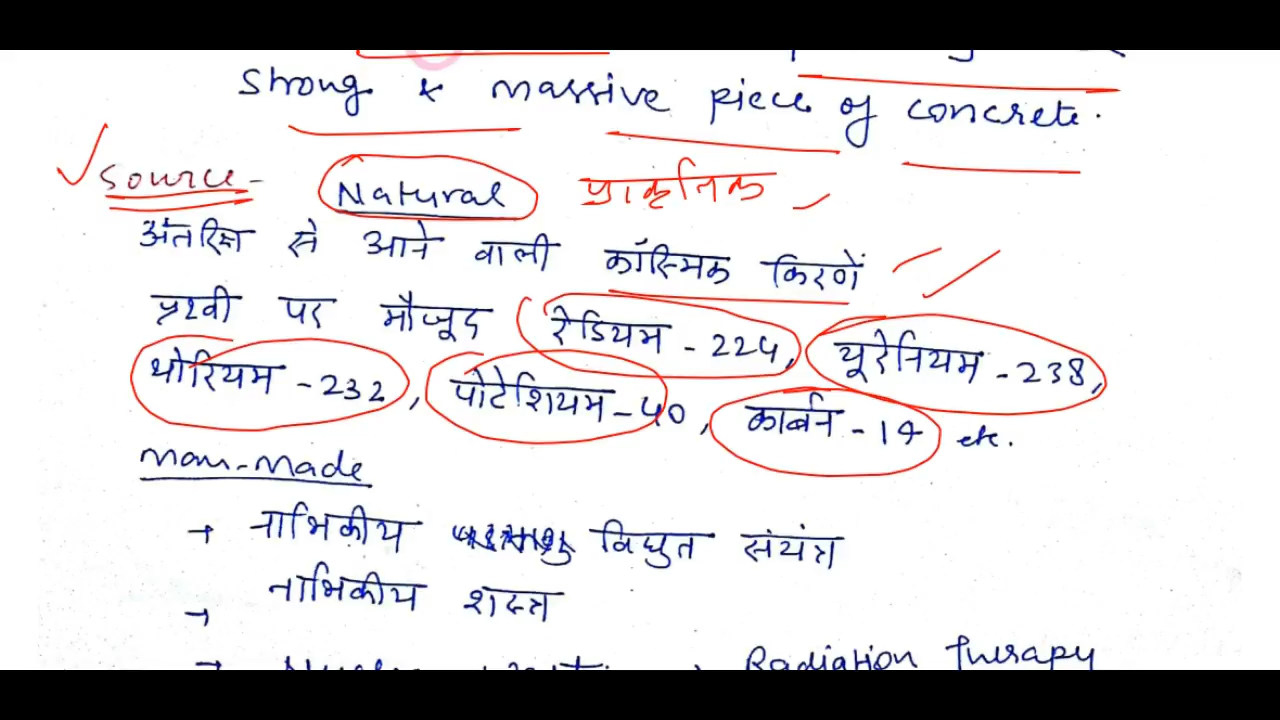 strong & massive piece of concrete.
Source - Natural प्राकृतिक
अंतरिक्ष से आने वाली कॉस्मिक किरणें
प्रथ्वी पर मौजूद रेडियम - 224, यूरेनियम - 238,
थोरियम - 232, पोटेशियम - 40, कार्बन - 14 etc.
man-made
→ नाभिकीय विद्युत संयंत्र
→ नाभिकीय शस्त्र
Radiation therapy